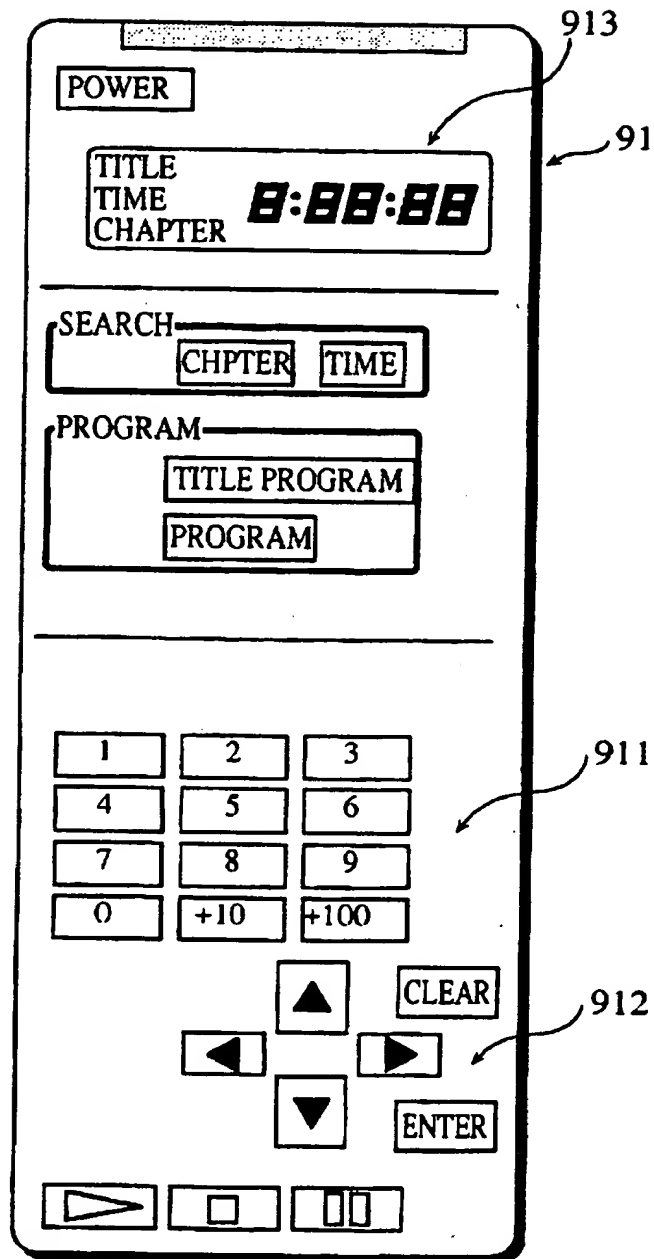 913
POWER
91
TITLE
TIME 8:88:88
CHAPTER
SEARCH
CHPTER TIME
PROGRAM
TITLE PROGRAM
PROGRAM
1 2 3
911
4 5 6
7 8 9
0 +10 +100
CLEAR
912
ENTER